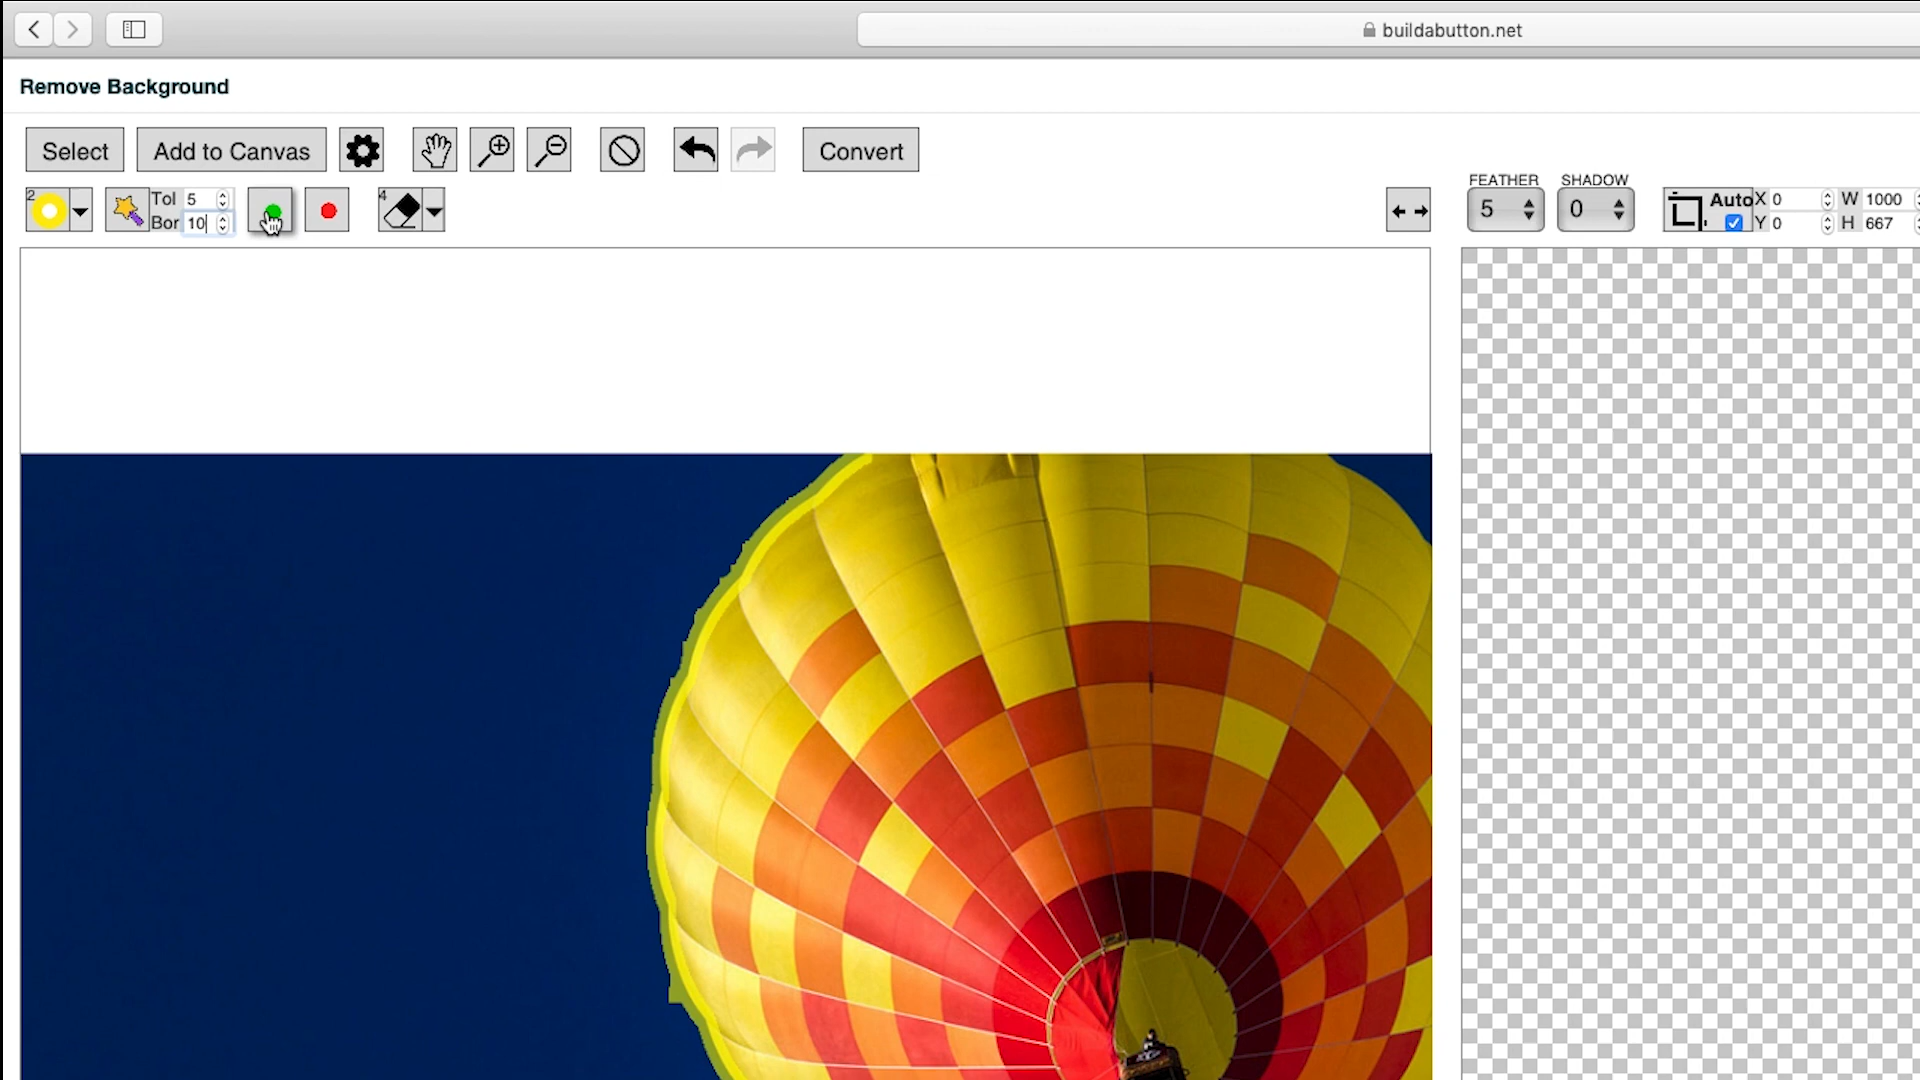 buildabutton.net
Remove Background
Select Add to Canvas Convert
FEATHER SHADOW
2 Tol 5 4 5 0 Auto X 0 W 1000
Bor 10 Y 0 H 667